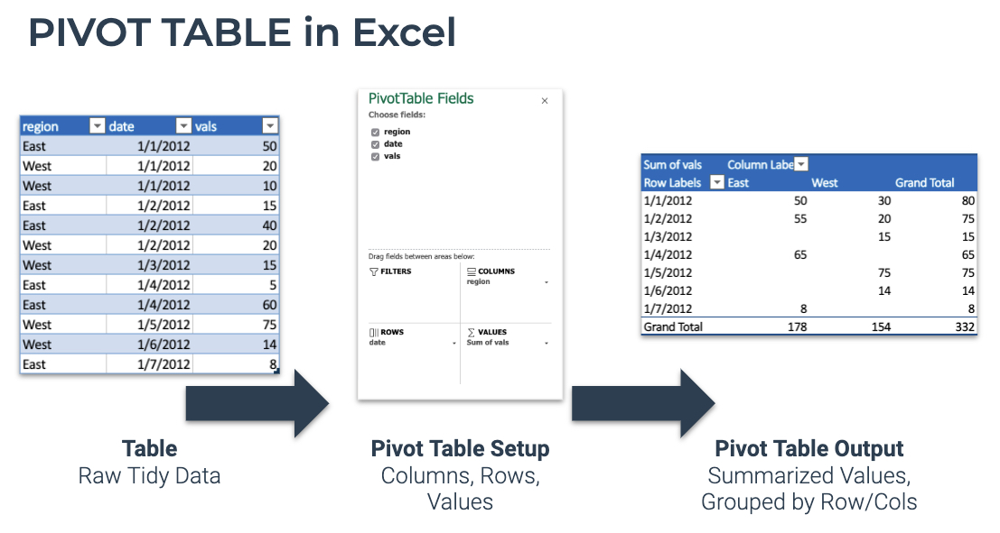 PIVOT TABLE in Excel
region date vals
East 1/1/2012 50
West 1/1/2012 20
West 1/1/2012 10
East 1/2/2012 15
East 1/2/2012 40
West 1/2/2012 20
West 1/3/2012 15
East 1/4/2012 5
East 1/4/2012 60
West 1/5/2012 75
West 1/6/2012 14
East 1/7/2012 8
Table
Raw Tidy Data
PivotTable Fields
Choose fields:
region
date
vals
Drag fields between areas below:
FILTERS COLUMNS
region
ROWS VALUES
date Sum of vals
Pivot Table Setup
Columns, Rows,
Values
Sum of vals Column Labe
Row Labels East West Grand Total
1/1/2012 50 30 80
1/2/2012 55 20 75
1/3/2012 15 15
1/4/2012 65 65
1/5/2012 75 75
1/6/2012 14 14
1/7/2012 8 8
Grand Total 178 154 332
Pivot Table Output
Summarized Values,
Grouped by Row/Cols